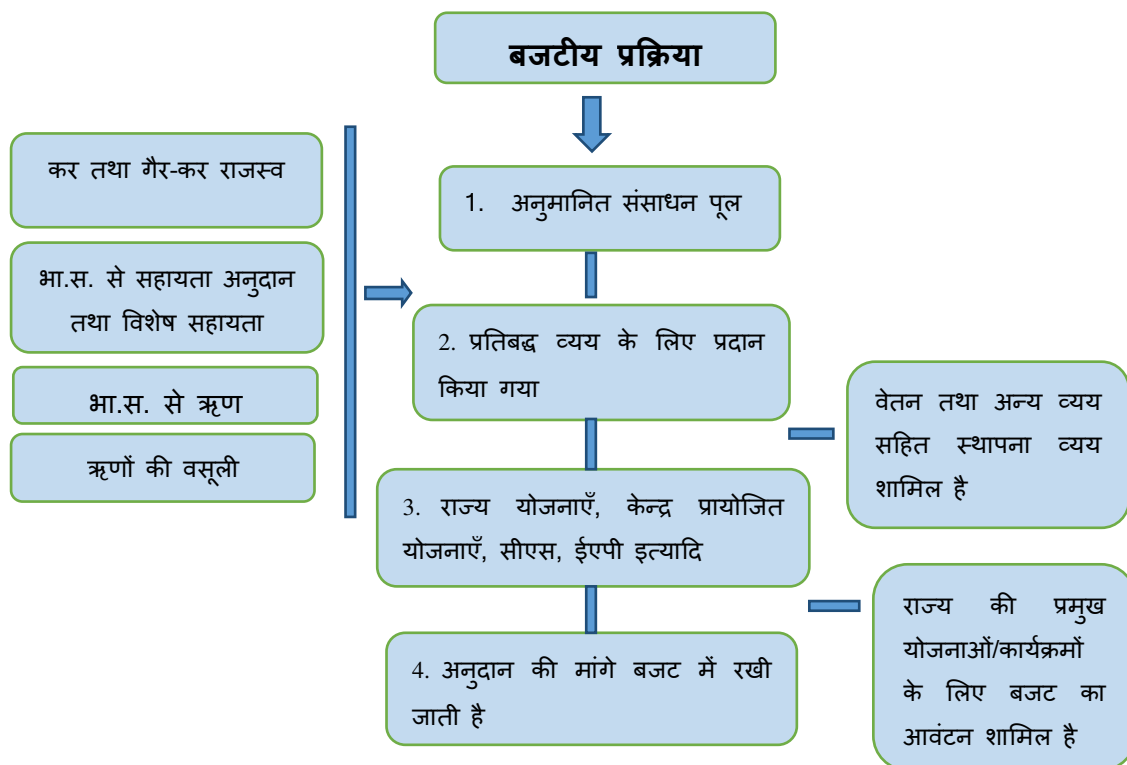 बजटीय प्रक्रिया
कर तथा गैर-कर राजस्व
भा.स. से सहायता अनुदान
तथा विशेष सहायता
भा.स. से ऋण
ऋणों की वसूली
1. अनुमानित संसाधन पूल
2. प्रतिबद्ध व्यय के लिए प्रदान
किया गया
वेतन तथा अन्य व्यय
सहित स्थापना व्यय
शामिल है
3. राज्य योजनाएँ, केन्द्र प्रायोजित
योजनाएँ, सीएस, ईएपी इत्यादि
राज्य की प्रमुख
योजनाओं/कार्यक्रमों
के लिए बजट का
आवंटन शामिल है
4. अनुदान की मांगे बजट में रखी
जाती है